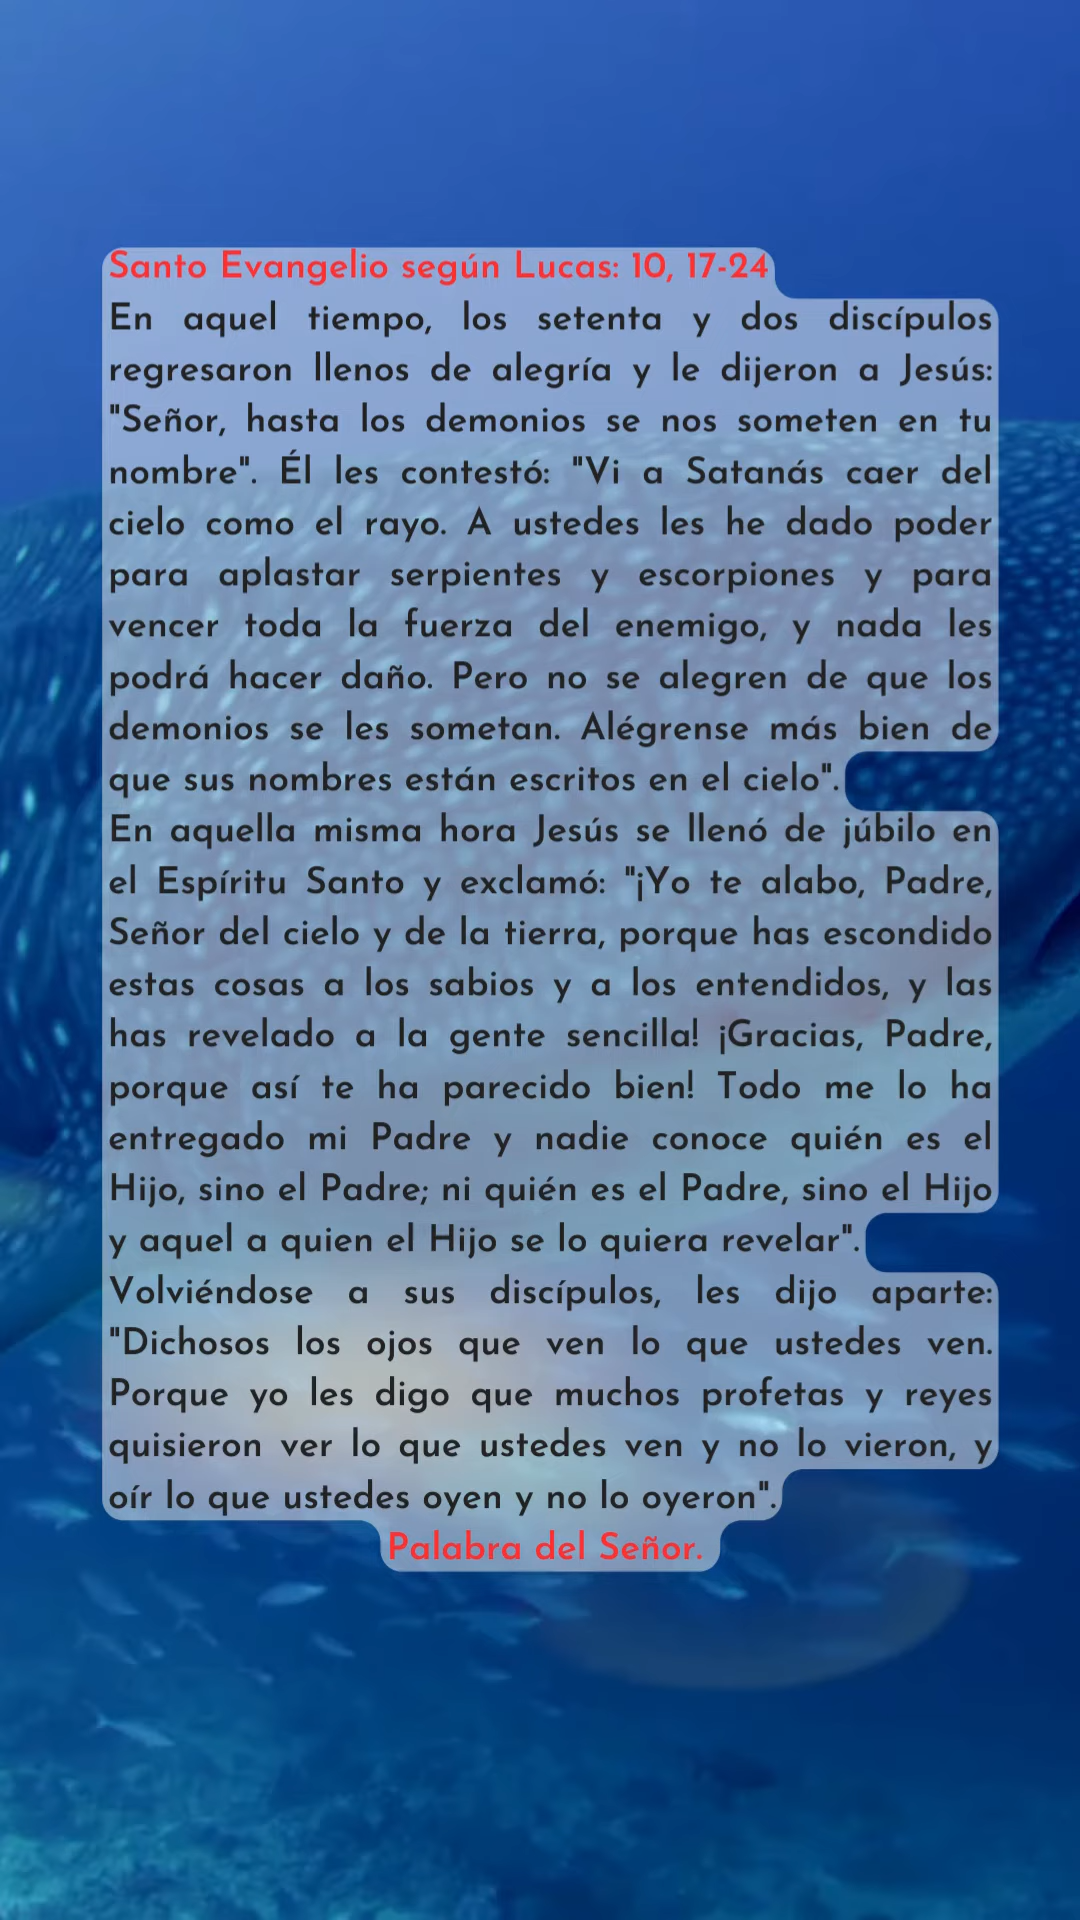 Santo Evangelio según Lucas: 10, 17-24
En aquel tiempo, los setenta y dos discípulos
regresaron llenos de alegría y le dijeron a Jesús:
"Señor, hasta los demonios se nos someten en tu
nombre". Él les contestó: "Vi a Satanás caer del
cielo como el rayo. A ustedes les he dado poder
para aplastar serpientes y escorpiones y para
vencer toda la fuerza del enemigo, y nada les
podrá hacer daño. Pero no se alegren de que los
demonios se les sometan. Alégrense más bien de
que sus nombres están escritos en el cielo".
En aquella misma hora Jesús se llenó de júbilo en
el Espíritu Santo y exclamó: "¡Yo te alabo, Padre,
Señor del cielo y de la tierra, porque has escondido
estas cosas a los sabios y a los entendidos, y las
has revelado a la gente sencilla! ¡Gracias, Padre,
porque así te ha parecido bien! Todo me lo ha
entregado mi Padre y nadie conoce quién es el
Hijo, sino el Padre; ni quién es el Padre, sino el Hijo
y aquel a quien el Hijo se lo quiera revelar".
Volviéndose a sus discípulos, les dijo aparte:
"Dichosos los ojos que ven lo que ustedes ven.
Porque yo les digo que muchos profetas y reyes
quisieron ver lo que ustedes ven y no lo vieron, y
oír lo que ustedes oyen y no lo oyeron".
Palabra del Señor.